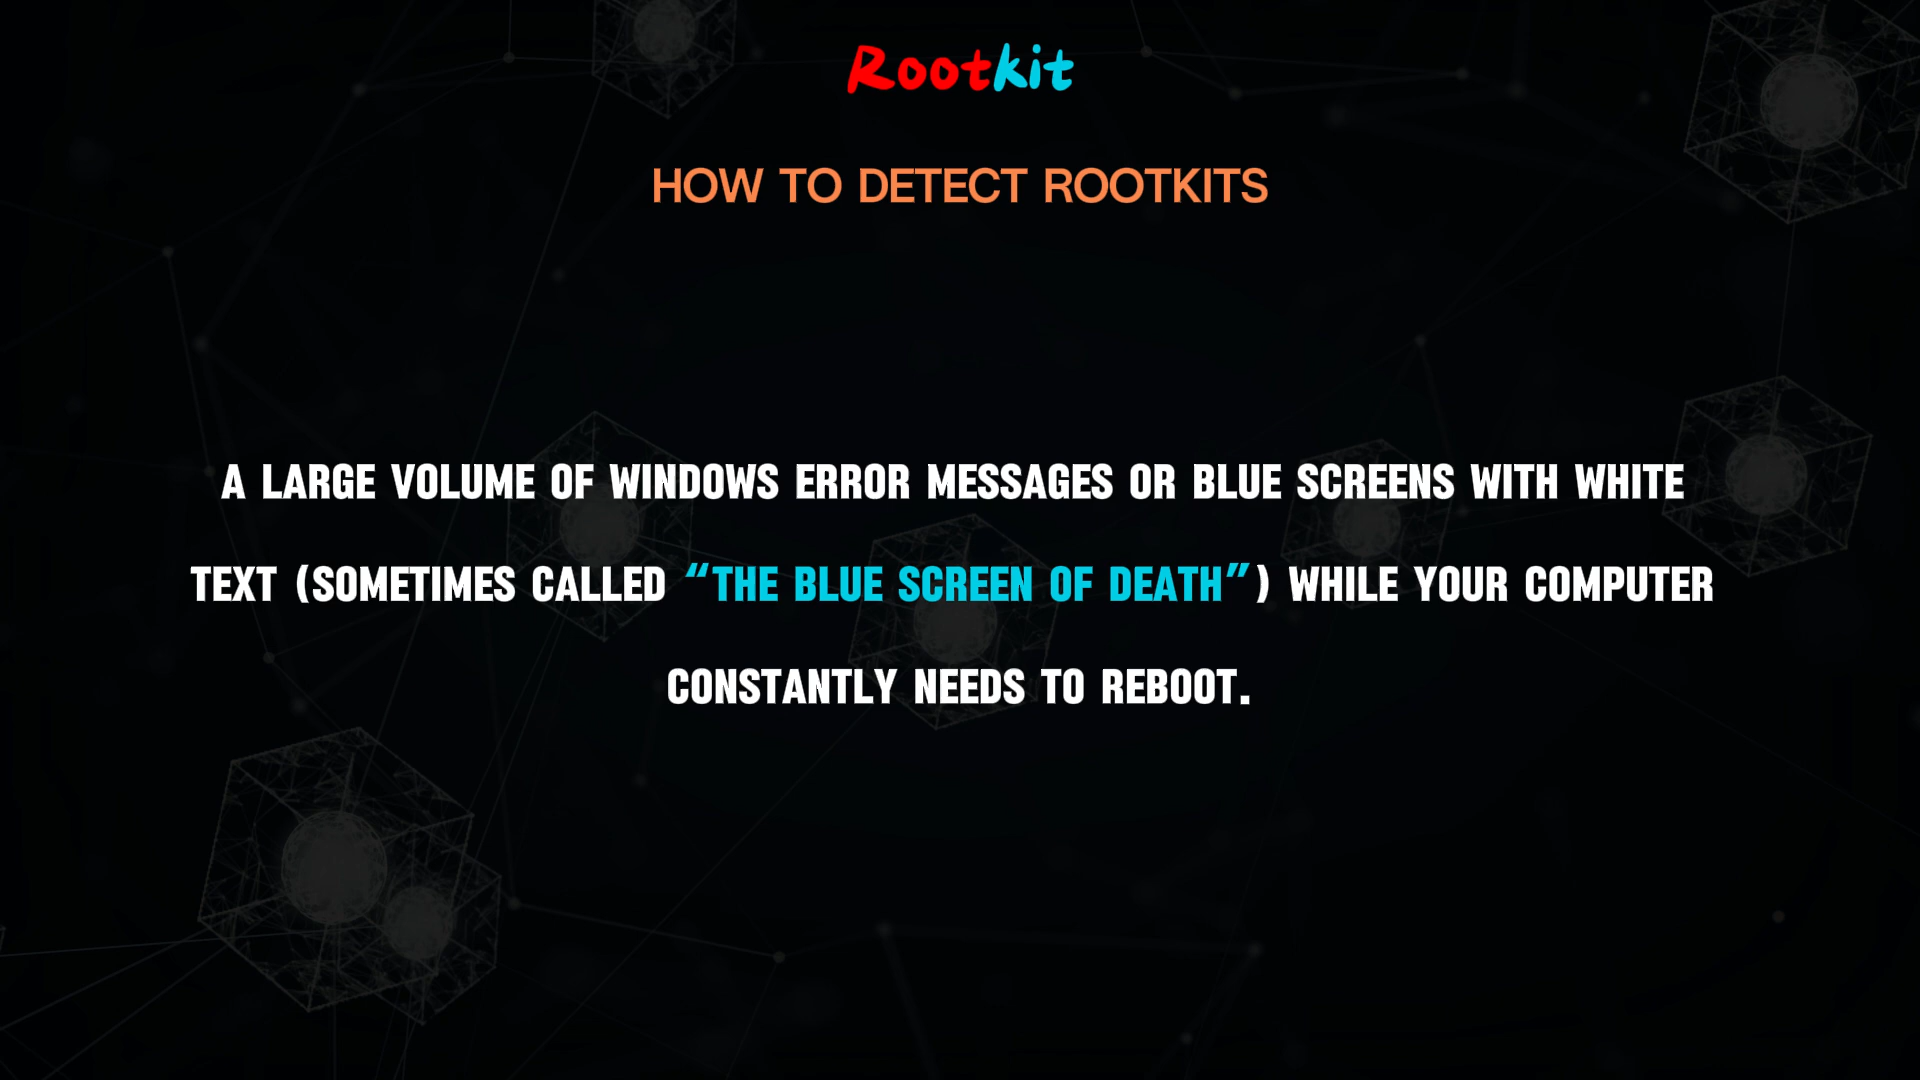 Rootkit
HOW TO DETECT ROOTKITS
A LARGE VOLUME OF WINDOWS ERROR MESSAGES OR BLUE SCREENS WITH WHITE
TEXT (SOMETIMES CALLED “THE BLUE SCREEN OF DEATH”) WHILE YOUR COMPUTER
CONSTANTLY NEEDS TO REBOOT.